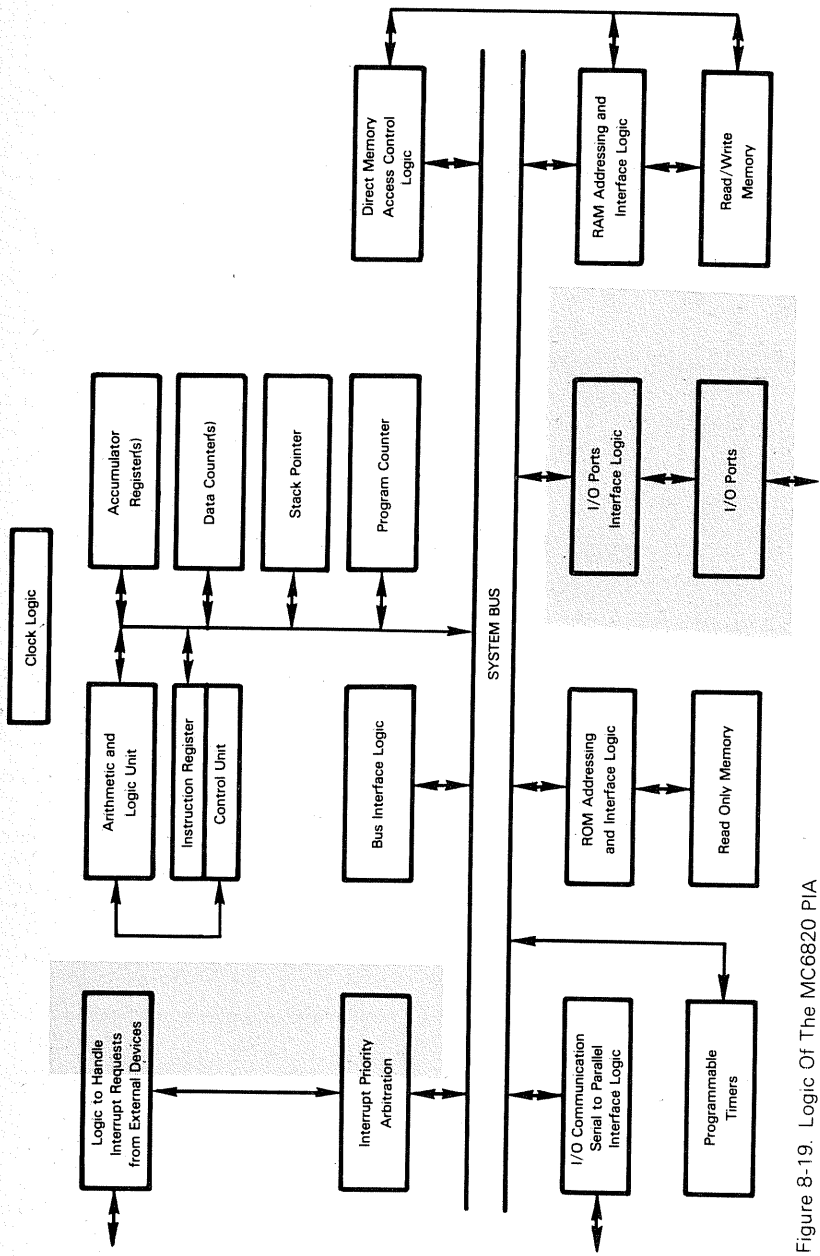 Clock Logic
Logic to Handle
Interrupt Requests
from External Devices
Arithmetic and
Logic Unit
Accumulator
Register(s)
Instruction Register
Control Unit
Data Counter(s)
Stack Pointer
Interrupt Priority
Arbitration
Bus Interface Logic
Program Counter
Direct Memory
Access Control
Logic
SYSTEM BUS
I/O Communication
Serial to Parallel
Interface Logic
ROM Addressing
and Interface Logic
I/O Ports
Interface Logic
RAM Addressing and
Interface Logic
Programmable
Timers
Read Only Memory
I/O Ports
Read/Write
Memory
Figure 8-19. Logic Of The MC6820 PIA